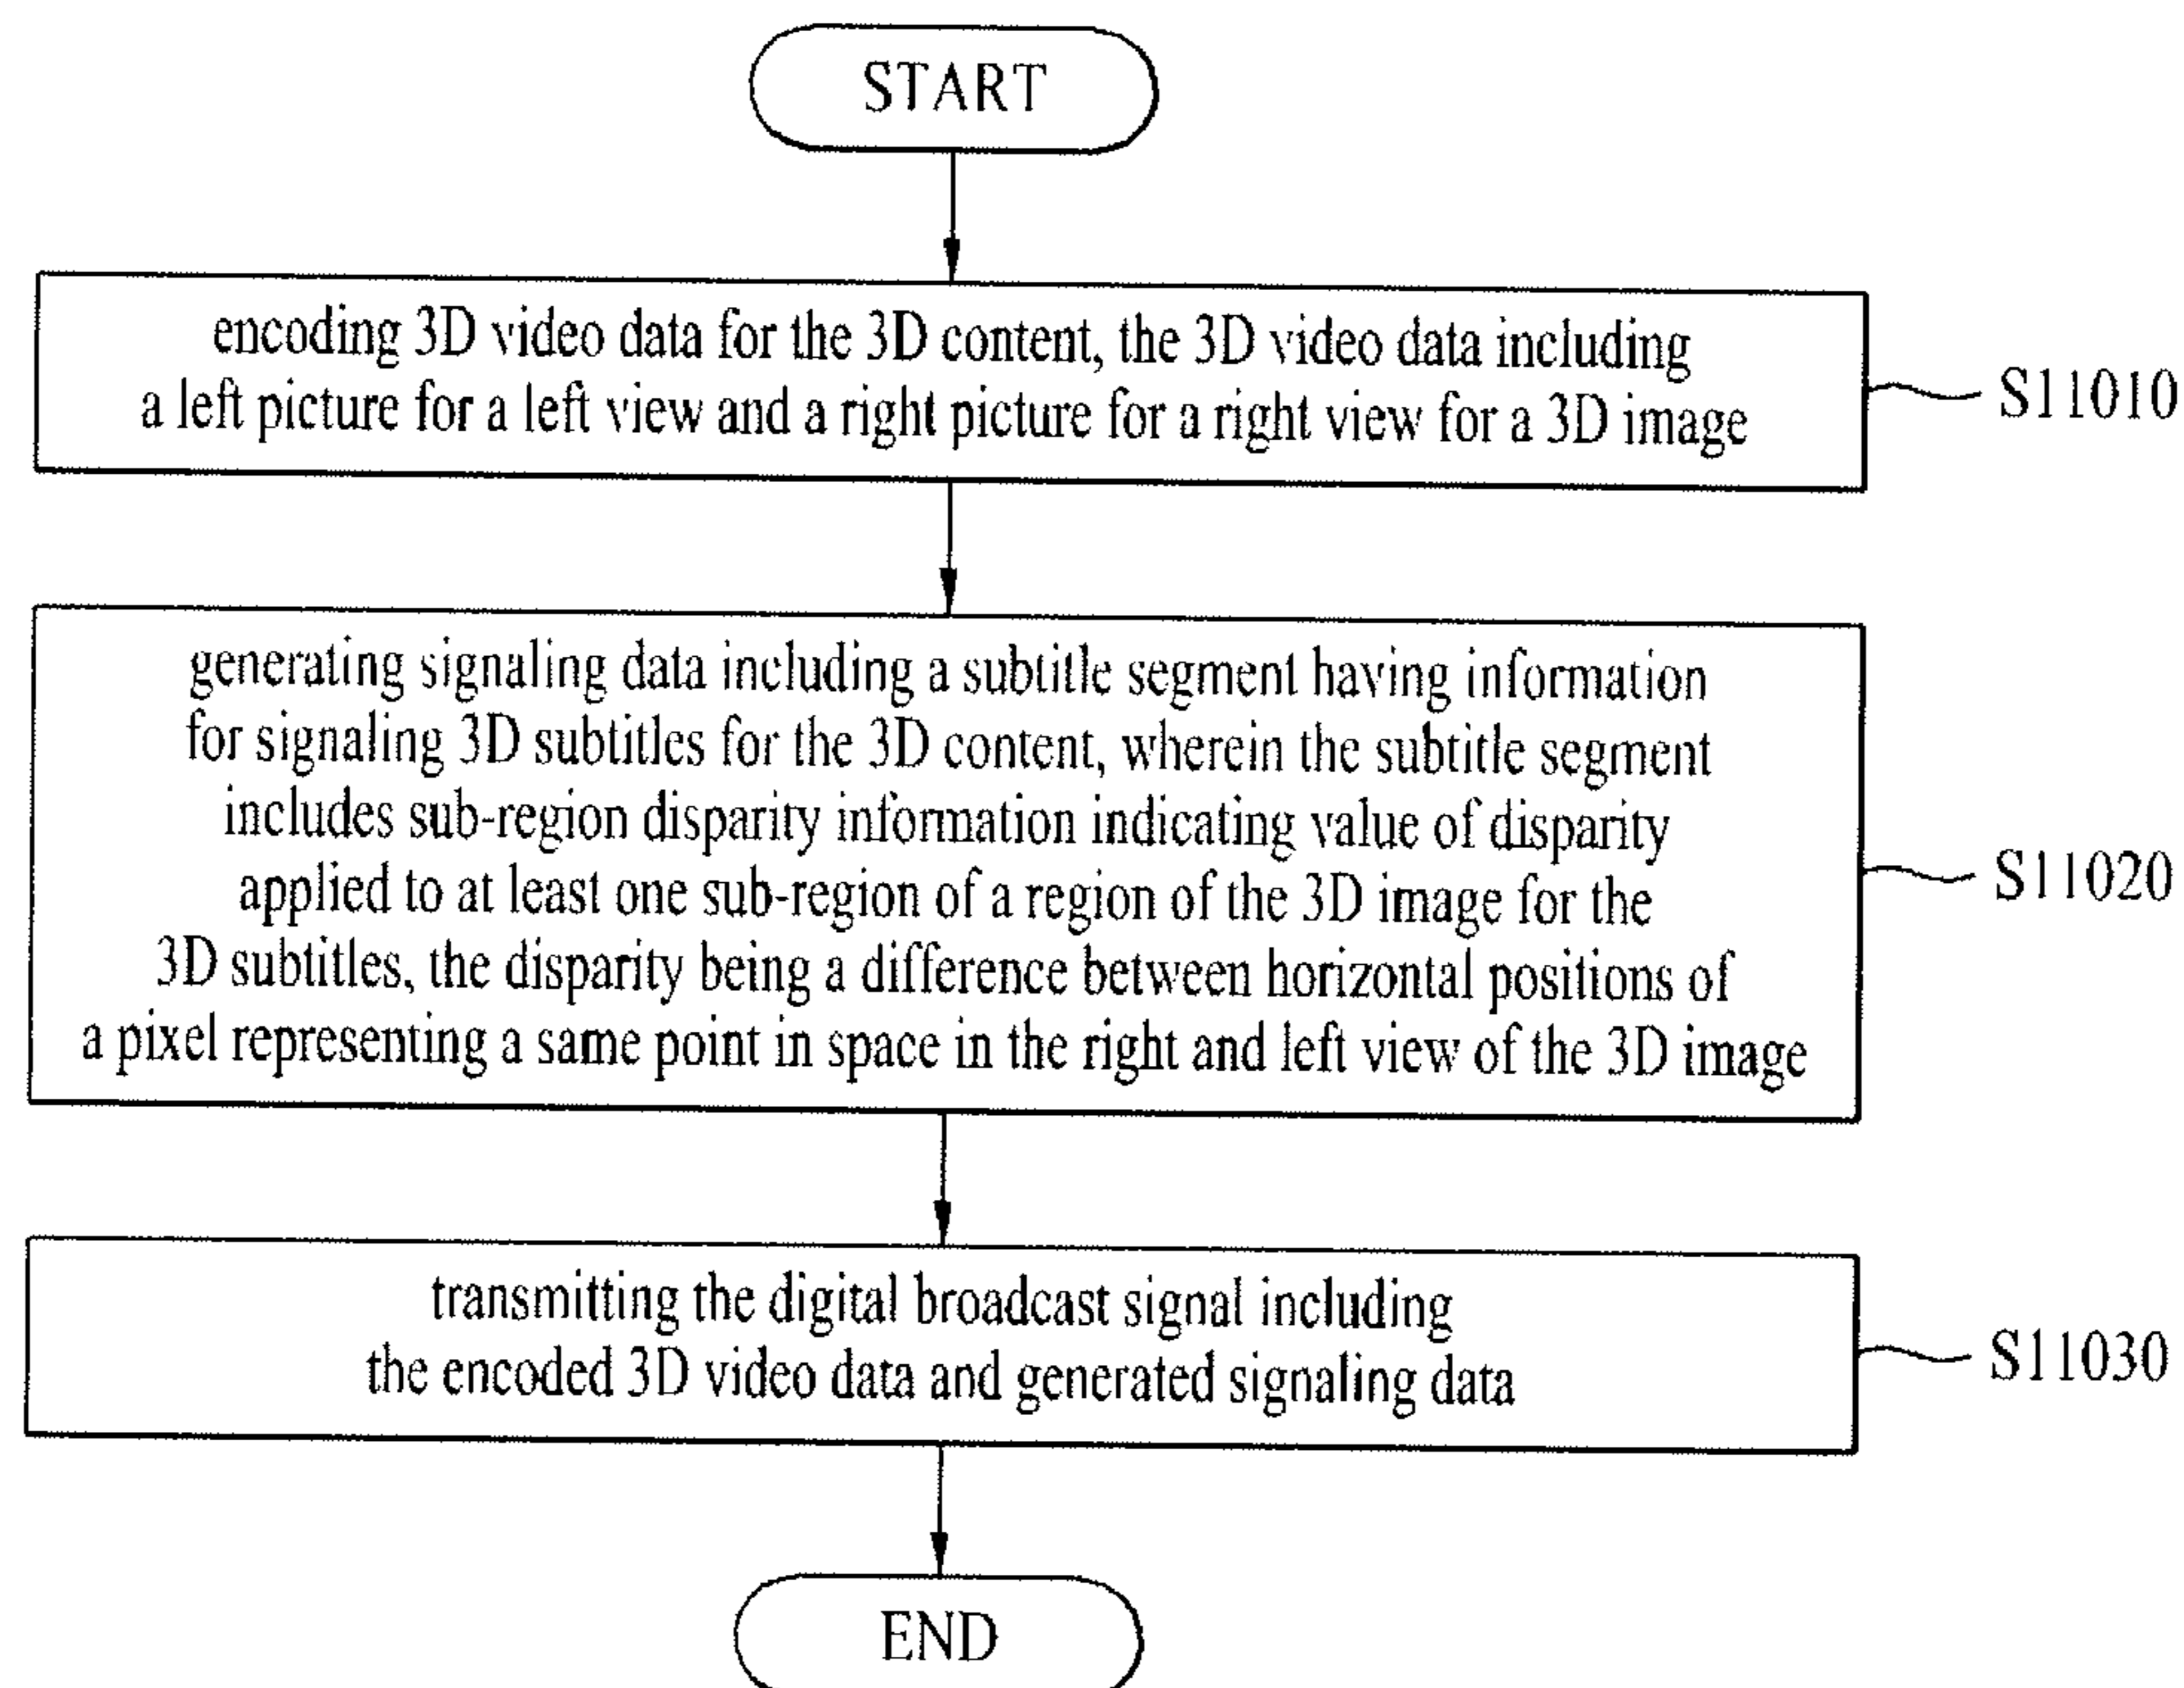 START
encoding 3D video data for the 3D content, the 3D video data including
a left picture for a left view and a right picture for a right view for a 3D image
S11010
generating signaling data including a subtitle segment having information
for signaling 3D subtitles for the 3D content, wherein the subtitle segment
includes sub-region disparity information indicating value of disparity
applied to at least one sub-region of a region of the 3D image for the
3D subtitles, the disparity being a difference between horizontal positions of
a pixel representing a same point in space in the right and left view of the 3D image
S11020
transmitting the digital broadcast signal including
the encoded 3D video data and generated signaling data
S11030
END